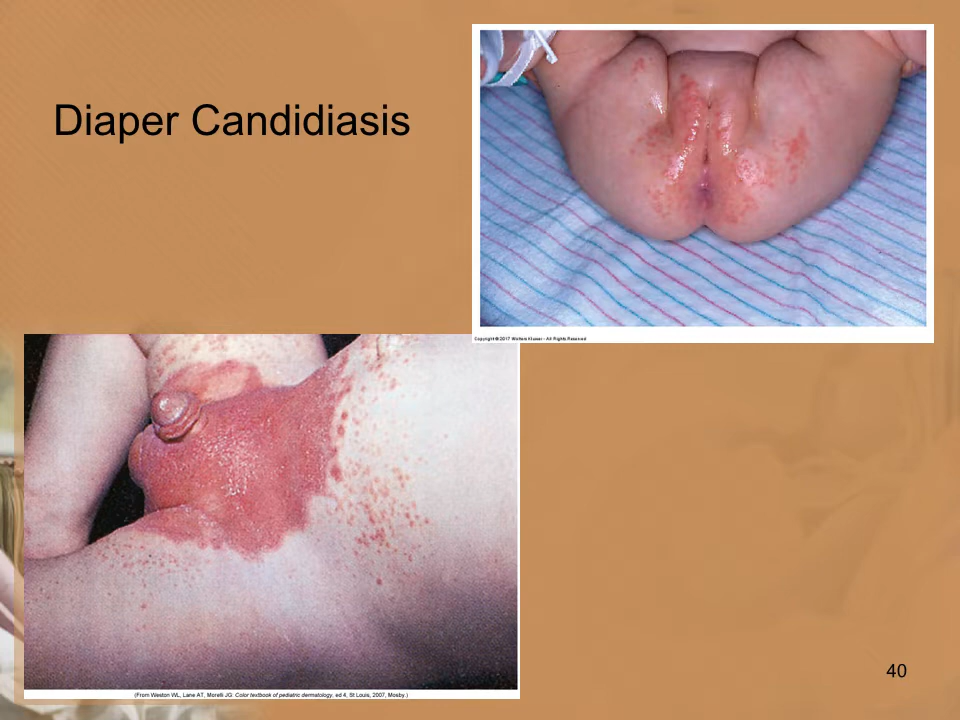 Diaper Candidiasis
Copyright © 2017 Wolters Kluwer - All Rights Reserved
(From Weston WL, Lane AT, Morelli JG: Color textbook of pediatric dermatology, ed 4, St Louis, 2007, Mosby.)
40